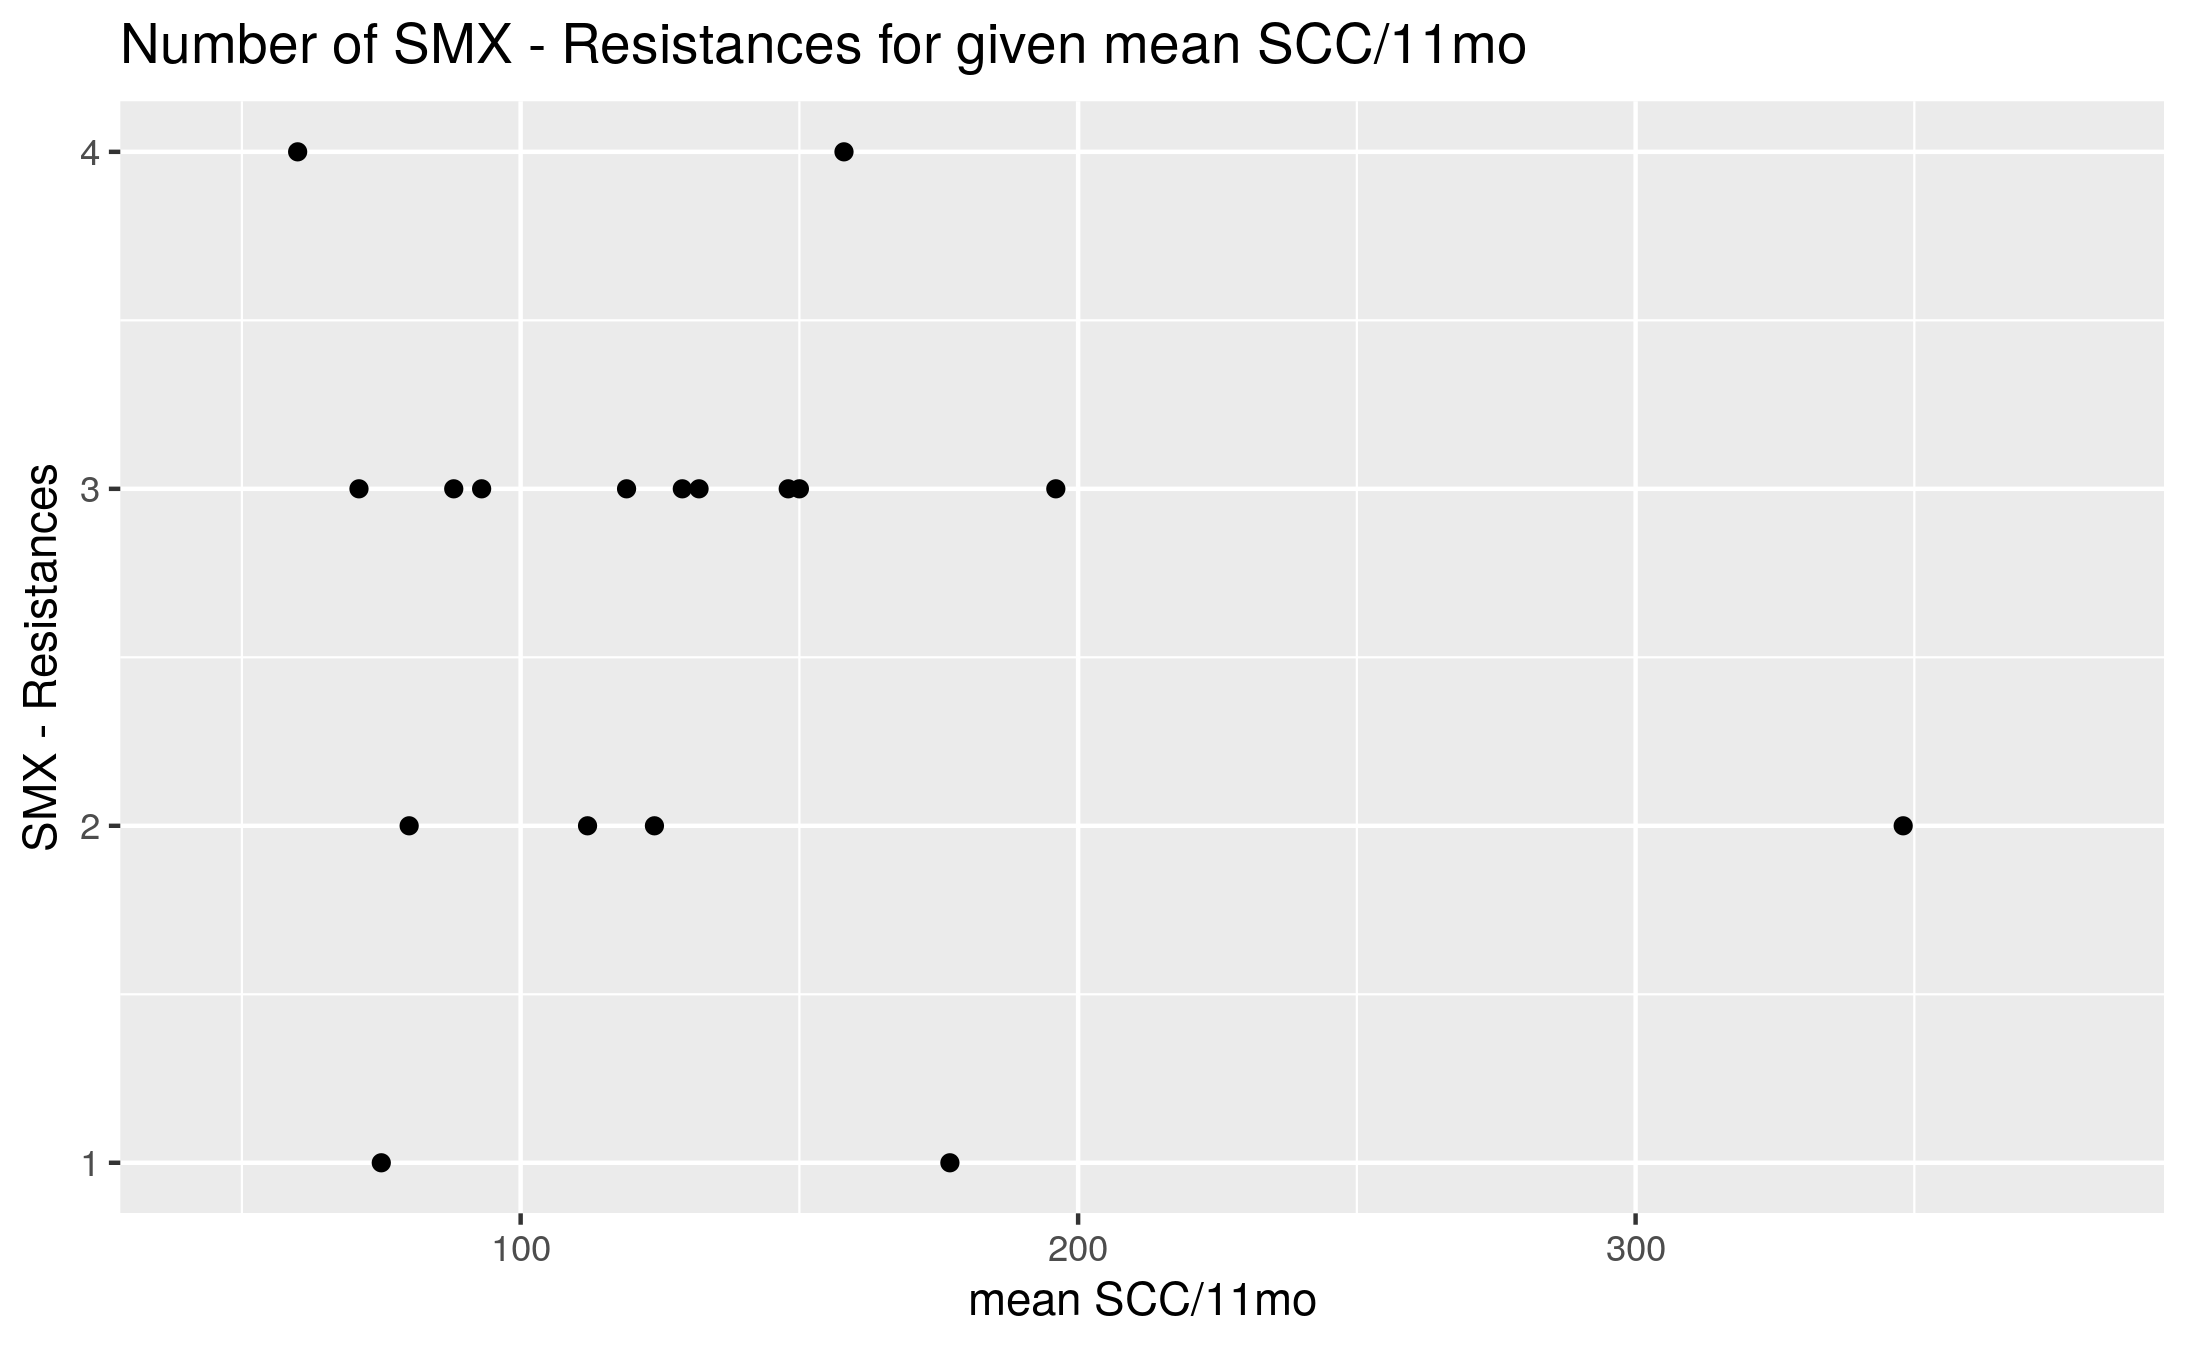 Number of SMX - Resistances for given mean SCC/11mo
4
3
2
1
SMX - Resistances
100 200 300
mean SCC/11mo